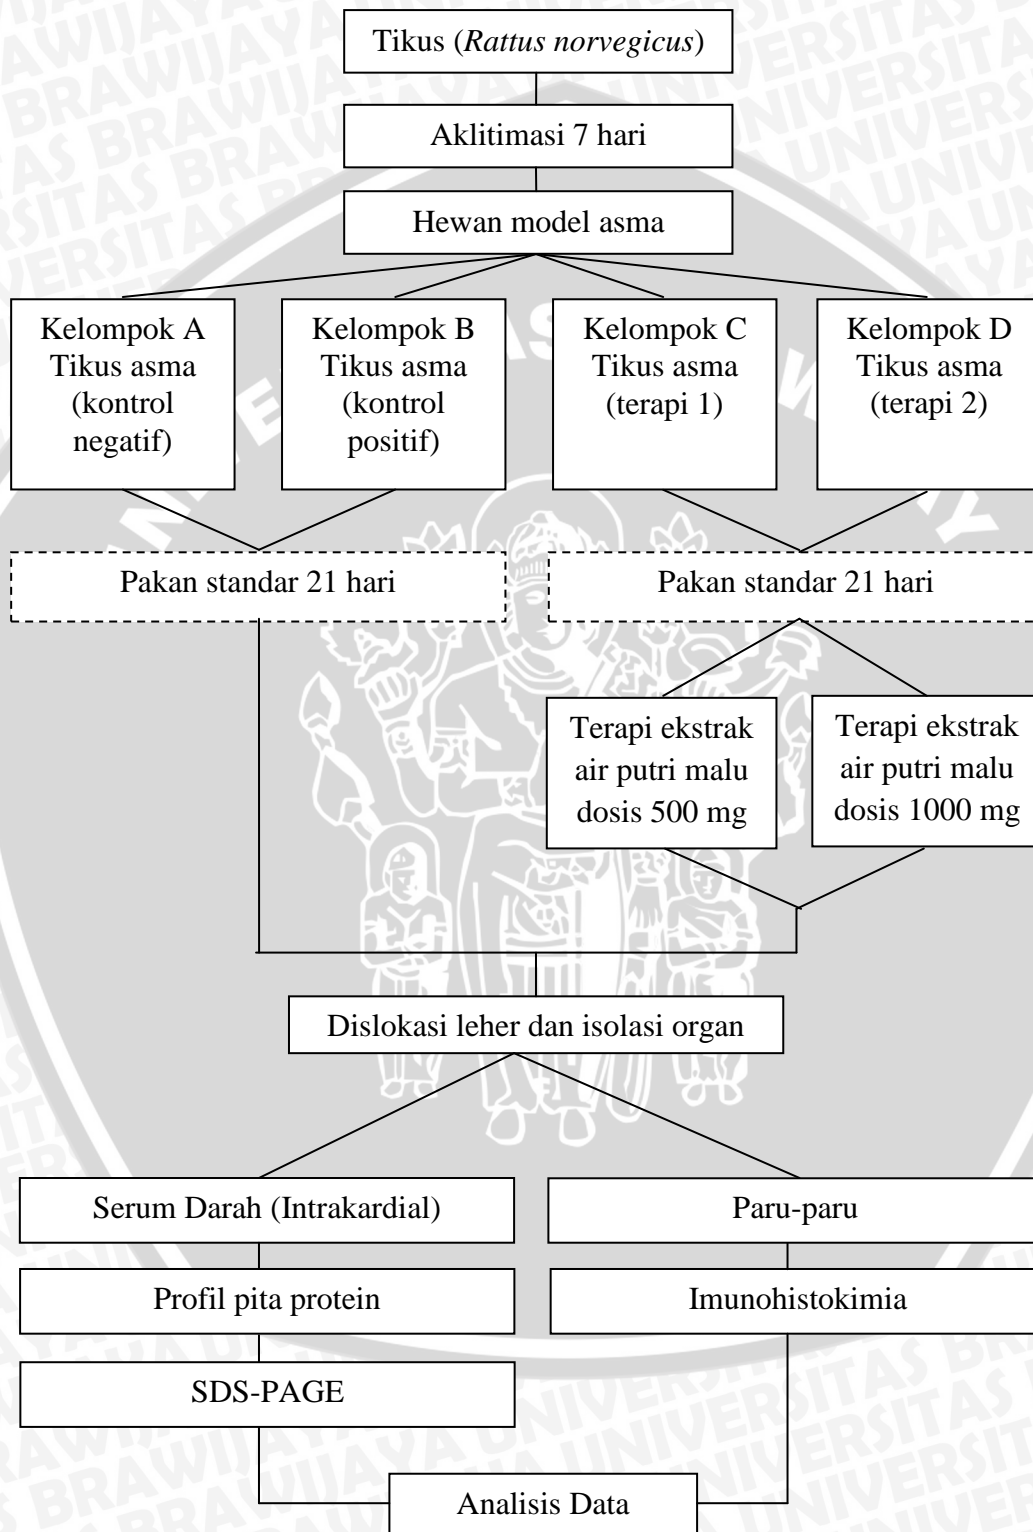 Tikus (Rattus norvegicus)
Aklitimasi 7 hari
Hewan model asma
Kelompok A
Tikus asma
(kontrol
negatif)
Kelompok B
Tikus asma
(kontrol
positif)
Kelompok C
Tikus asma
(terapi 1)
Kelompok D
Tikus asma
(terapi 2)
Pakan standar 21 hari
Pakan standar 21 hari
Terapi ekstrak
air putri malu
dosis 500 mg
Terapi ekstrak
air putri malu
dosis 1000 mg
Dislokasi leher dan isolasi organ
Serum Darah (Intrakardial)
Paru-paru
Profil pita protein
Imunohistokimia
SDS-PAGE
Analisis Data